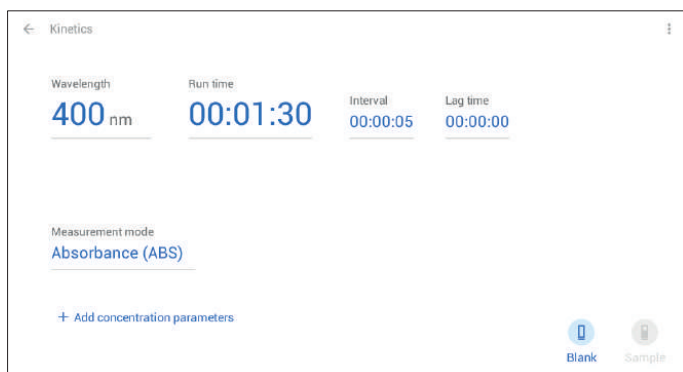 Kinetics
Wavelength
Run time
400 nm
00:01:30
Interval
Lag time
00:00:05
00:00:00
Measurement mode
Absorbance (ABS)
+ Add concentration parameters
Blank
Sample